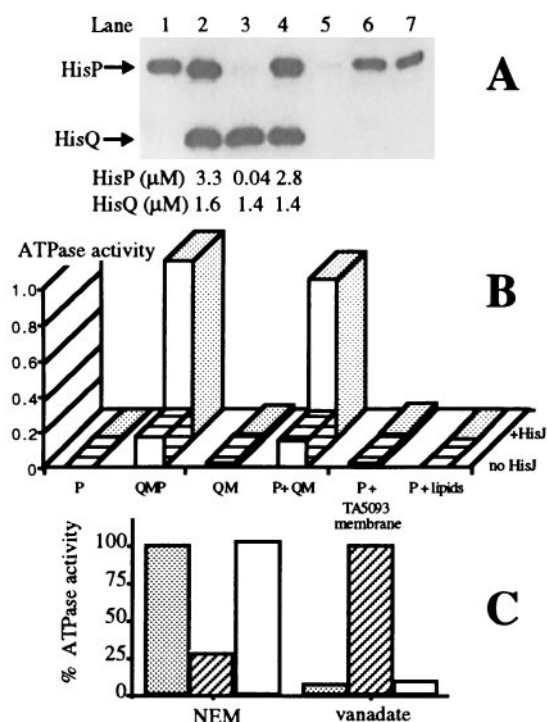 Lane 1 2 3 4 5 6 7
HisP
A
HisQ
HisP (μM) 3.3 0.04 2.8
HisQ (μM) 1.6 1.4 1.4
ATPase activity
B
1.0
0.8
0.6
0.4
0.2
0
+HisJ
no HisJ
P QMP QM P+QM P + P + lipids
TA5093
membrane
% ATPase activity
100
75
50
25
0
C
NEM vanadate